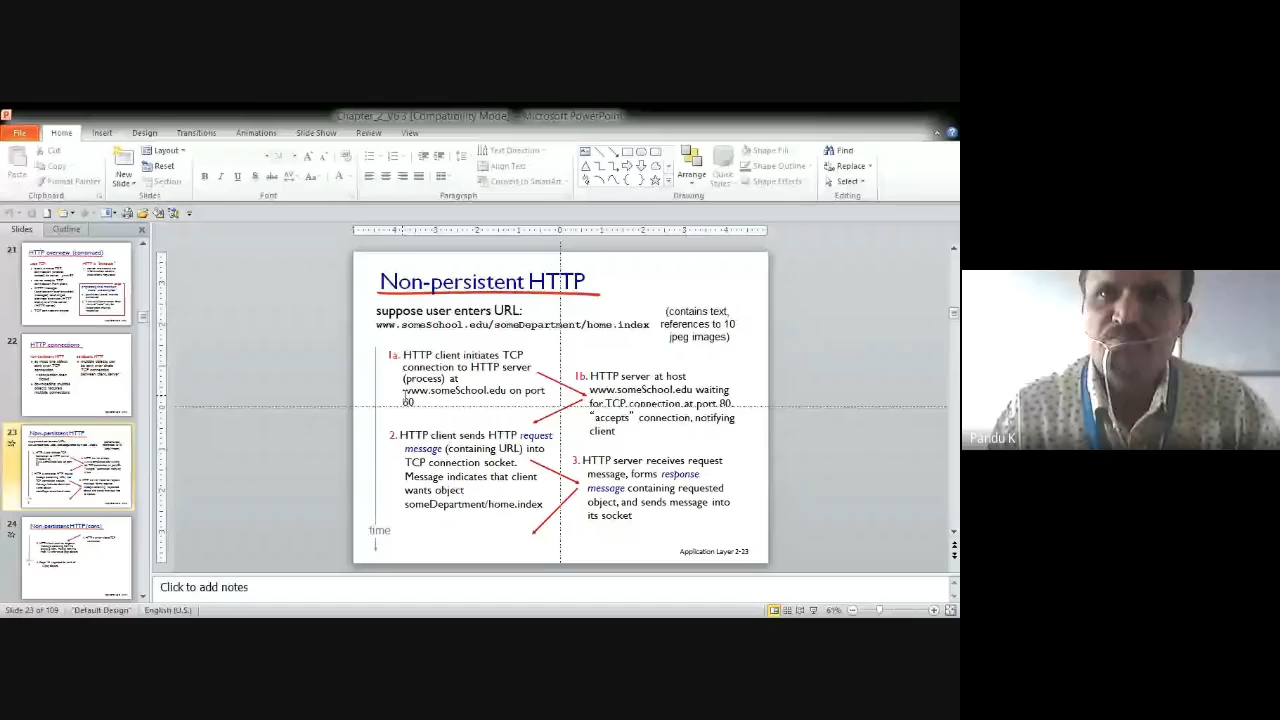 Chapter_2_V6.3 [Compatibility Mode] - Microsoft PowerPoint
File Home Insert Design Transitions Animations Slide Show Review View
Paste
Cut
Copy
Format Painter
Clipboard
New Slide
Layout
Reset
Section
Slides
B I U S abc AV Aa A
Font
Text Direction
Align Text
Convert to SmartArt
Paragraph
Arrange
Quick Styles
Shape Fill
Shape Outline
Shape Effects
Drawing
Find
Replace
Select
Editing
Slides Outline
21
HTTP overview (continued)
22
HTTP connections
23
Non-persistent HTTP
24
Non-persistent HTTP (cont.)
Non-persistent HTTP
suppose user enters URL:
www.someSchool.edu/someDepartment/home.index
(contains text,
references to 10
jpeg images)
1a. HTTP client initiates TCP
connection to HTTP server
(process) at
www.someSchool.edu on port
80
1b. HTTP server at host
www.someSchool.edu waiting
for TCP connection at port 80.
“accepts” connection, notifying
client
2. HTTP client sends HTTP request
message (containing URL) into
TCP connection socket.
Message indicates that client
wants object
someDepartment/home.index
3. HTTP server receives request
message, forms response
message containing requested
object, and sends message into
its socket
time
Application Layer 2-23
Click to add notes
Slide 23 of 109 "Default Design" English (U.S.) 61%
Pandu K